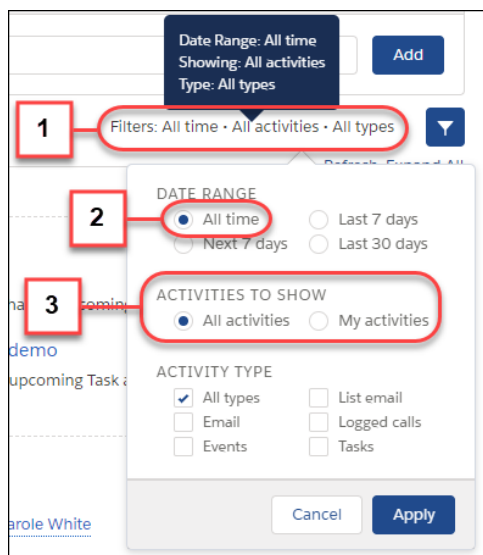 Date Range: All time
Showing: All activities
Type: All types
Add
1
Filters: All time • All activities • All types
Refresh Expand All
DATE RANGE
2
All time
Last 7 days
Next 7 days
Last 30 days
3
ACTIVITIES TO SHOW
All activities
My activities
demo
upcoming Task a
ACTIVITY TYPE
All types
List email
Email
Logged calls
Events
Tasks
Cancel
Apply
arole White